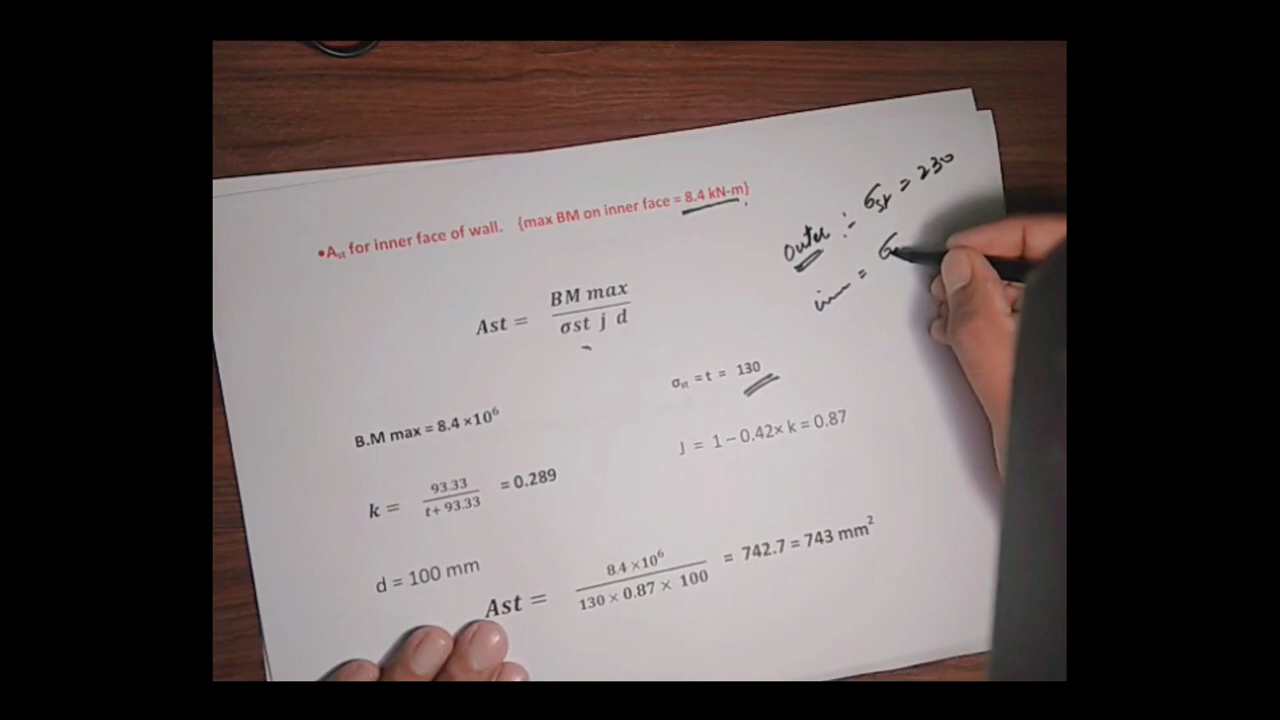 •Ast for inner face of wall. {max BM on inner face = 8.4 kN-m}
Outer :- σst = 230
= σ
Ast = BM max / σst j d
σst = t = 130
B.M max = 8.4 ×10⁶
J = 1 – 0.42× k = 0.87
k = 93.33 / t+ 93.33 = 0.289
d = 100 mm
Ast = 8.4 ×10⁶ / 130 × 0.87 × 100 = 742.7 = 743 mm²